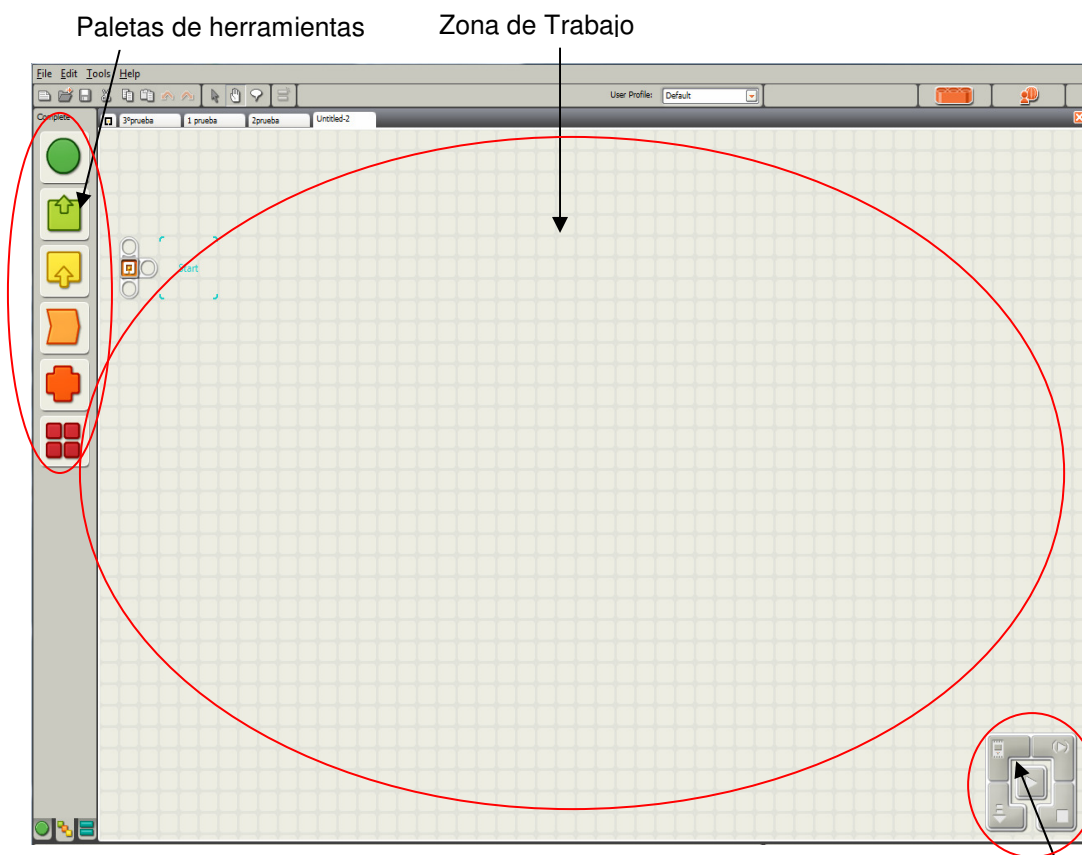 Paletas de herramientas
Zona de Trabajo
File Edit Tools Help
User Profile: Default
Complete
3ºprueba 1 prueba 2prueba Untitled-2
Start